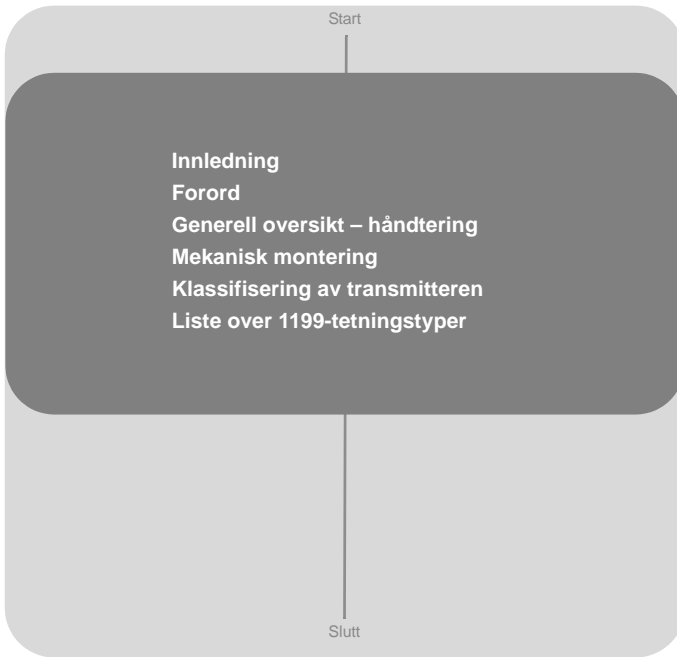 Start
Innledning
Forord
Generell oversikt – håndtering
Mekanisk montering
Klassifisering av transmitteren
Liste over 1199-tetningstyper
Slutt